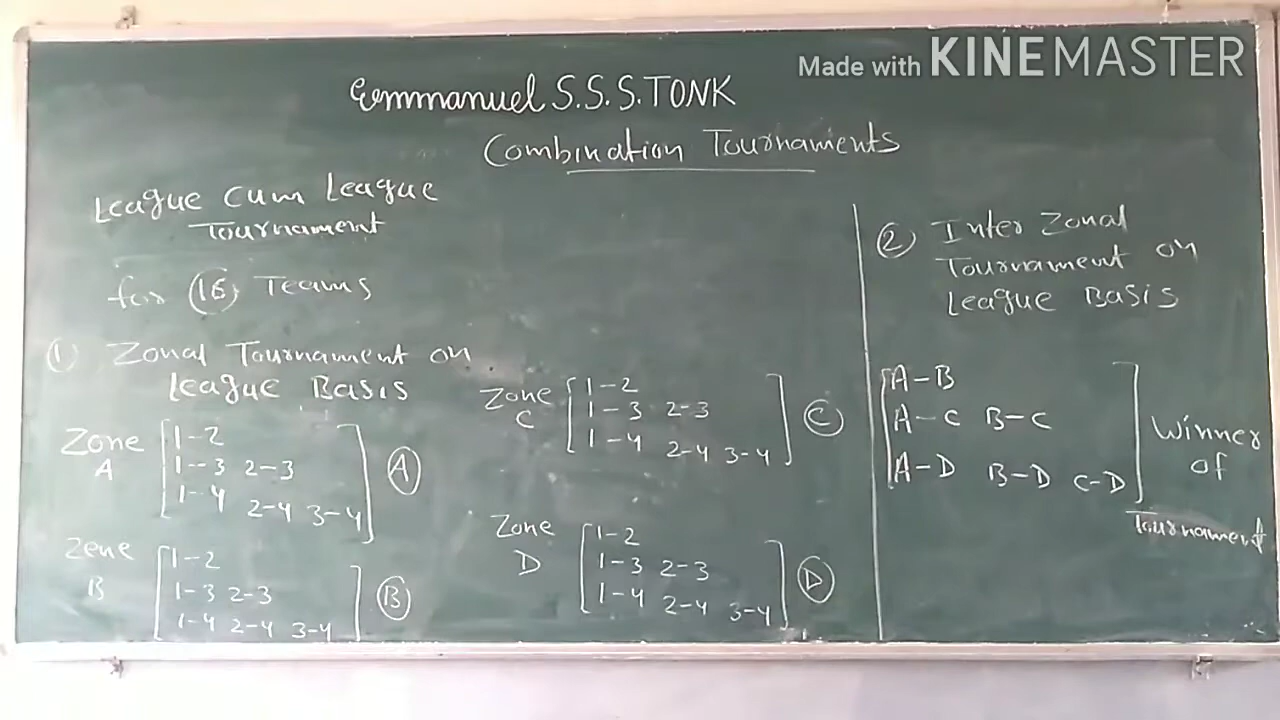 Made with KINEMASTER
Emmanuel S.S.S. TONK
Combination Tournaments
League cum League
Tournament
for (16) Teams
① Zonal Tournament on
League Basis
Zone A
1-2
1-3 2-3
1-4 2-4 3-4
Ⓐ
Zone B
1-2
1-3 2-3
1-4 2-4 3-4
Ⓑ
Zone C
1-2
1-3 2-3
1-4 2-4 3-4
Ⓒ
Zone D
1-2
1-3 2-3
1-4 2-4 3-4
Ⓓ
② Inter Zonal
Tournament on
League Basis
A-B
A-C B-C
A-D B-D C-D
Winner
of
Tournament